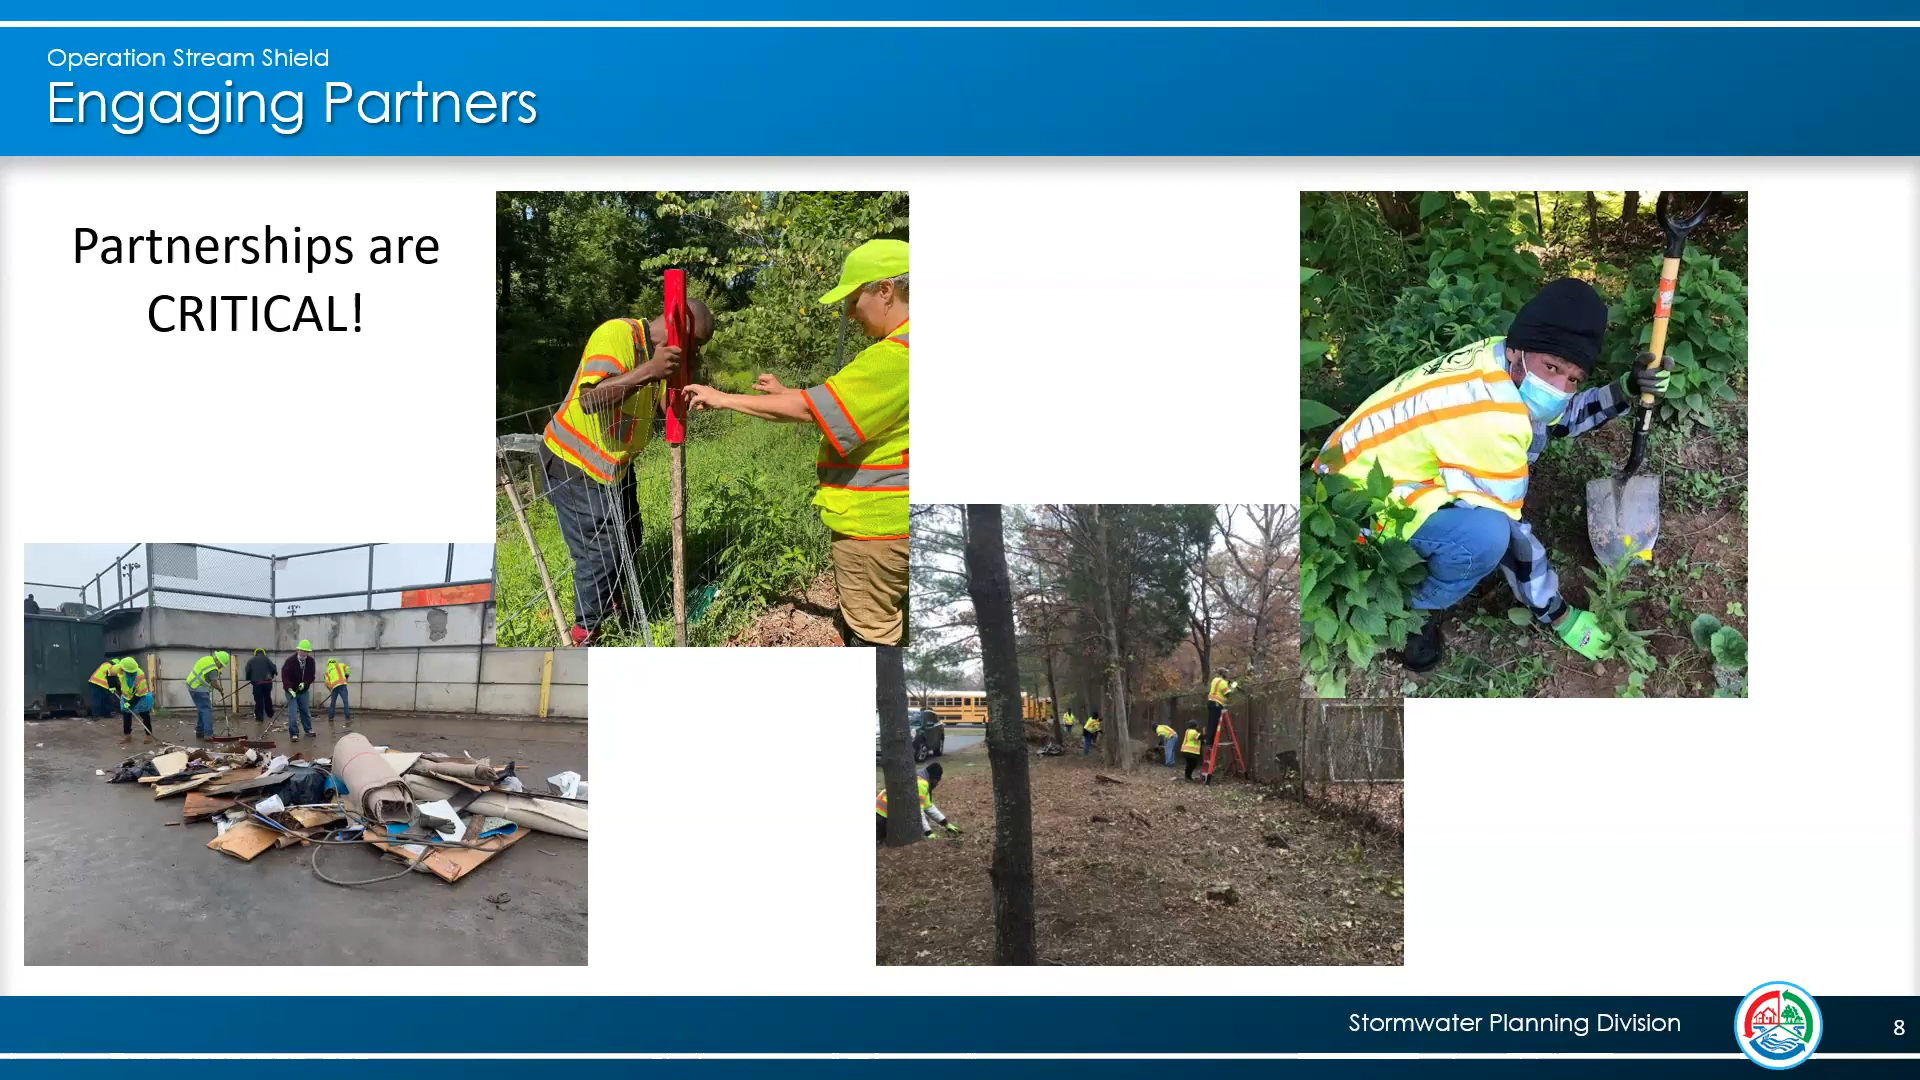 Operation Stream Shield
Engaging Partners
Partnerships are
CRITICAL!
Stormwater Planning Division
8